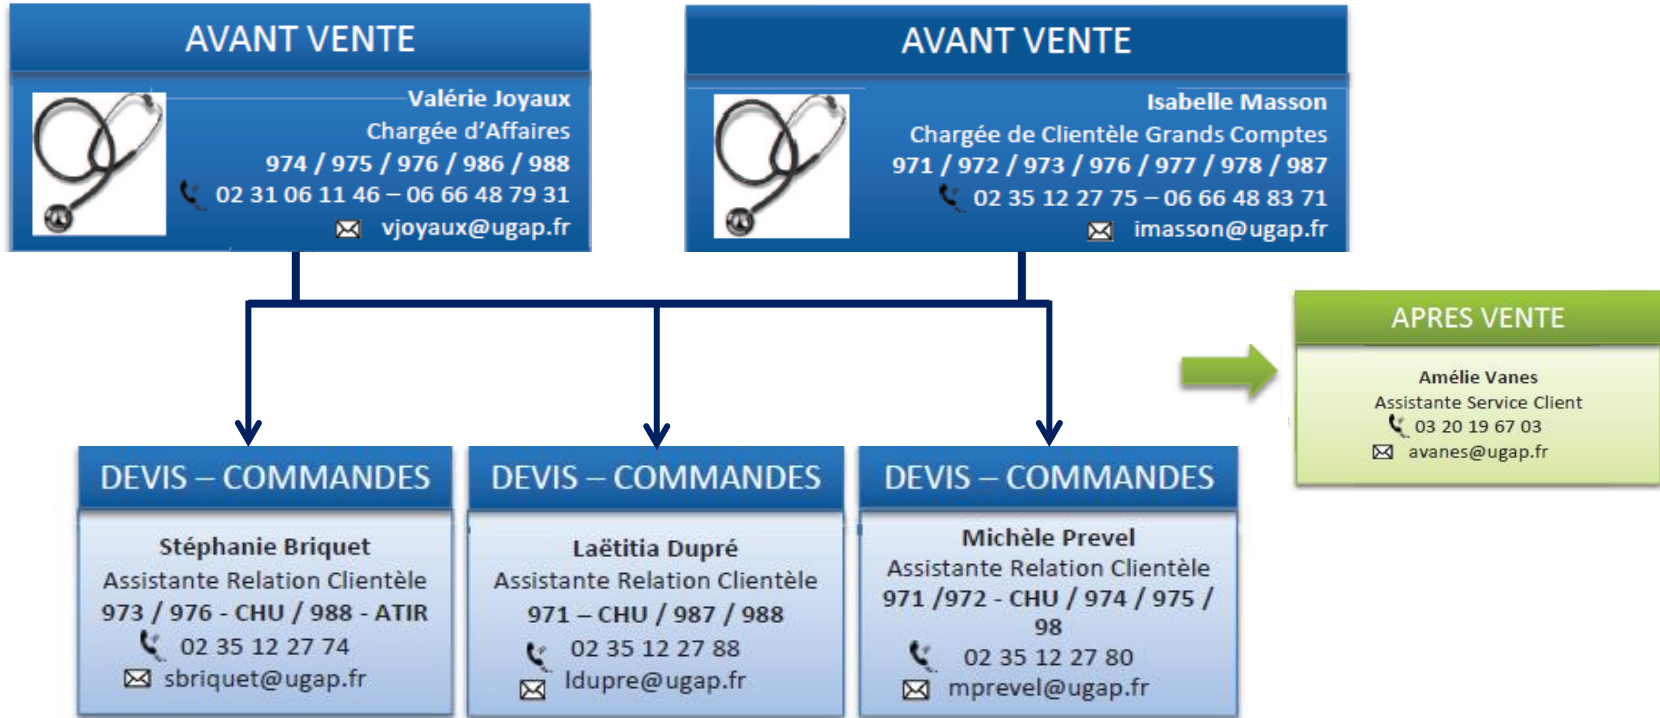 AVANT VENTE
Valérie Joyaux
Chargée d’Affaires
974 / 975 / 976 / 986 / 988
02 31 06 11 46 – 06 66 48 79 31
vjoyaux@ugap.fr
AVANT VENTE
Isabelle Masson
Chargée de Clientèle Grands Comptes
971 / 972 / 973 / 976 / 977 / 978 / 987
02 35 12 27 75 – 06 66 48 83 71
imasson@ugap.fr
APRES VENTE
Amélie Vanes
Assistante Service Client
03 20 19 67 03
avanes@ugap.fr
DEVIS – COMMANDES
Stéphanie Briquet
Assistante Relation Clientèle
973 / 976 - CHU / 988 - ATIR
02 35 12 27 74
sbriquet@ugap.fr
DEVIS – COMMANDES
Laëtitia Dupré
Assistante Relation Clientèle
971 – CHU / 987 / 988
02 35 12 27 88
ldupre@ugap.fr
DEVIS – COMMANDES
Michèle Prevel
Assistante Relation Clientèle
971 /972 - CHU / 974 / 975 /
98
02 35 12 27 80
mprevel@ugap.fr